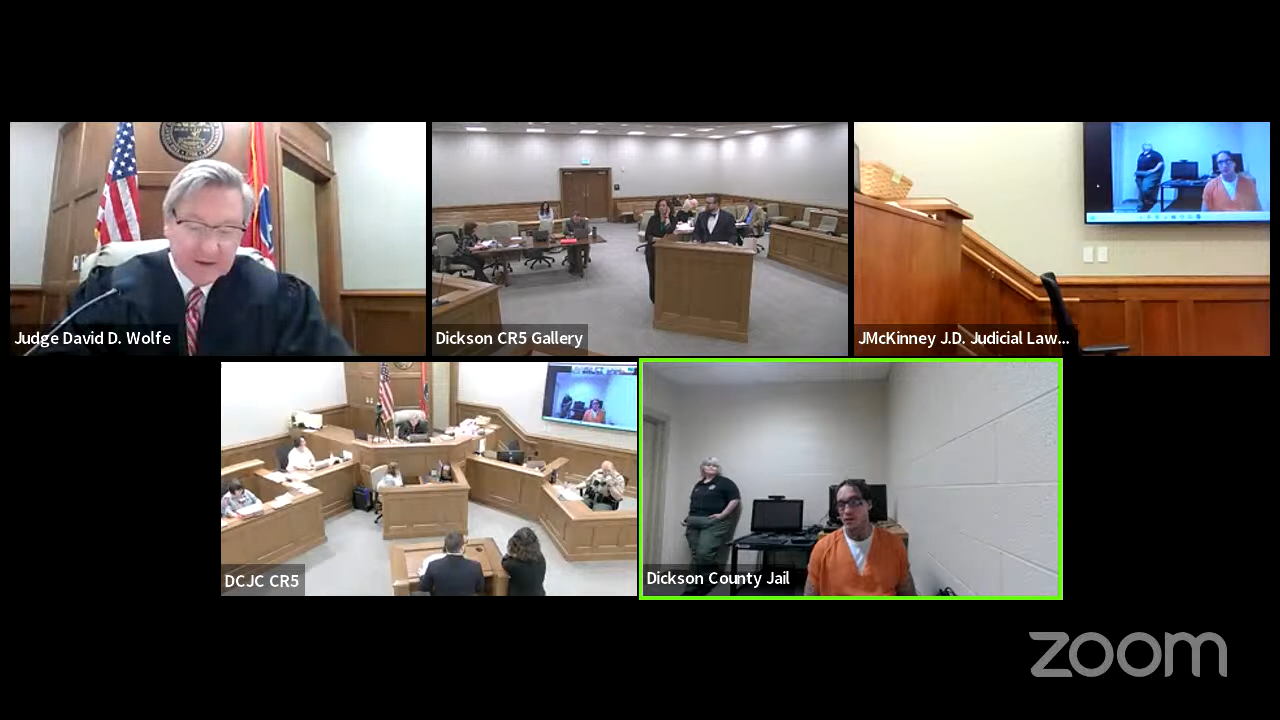 Judge David D. Wolfe
Dickson CR5 Gallery
JMcKinney J.D. Judicial Law...
DCJC CR5
Dickson County Jail
zoom